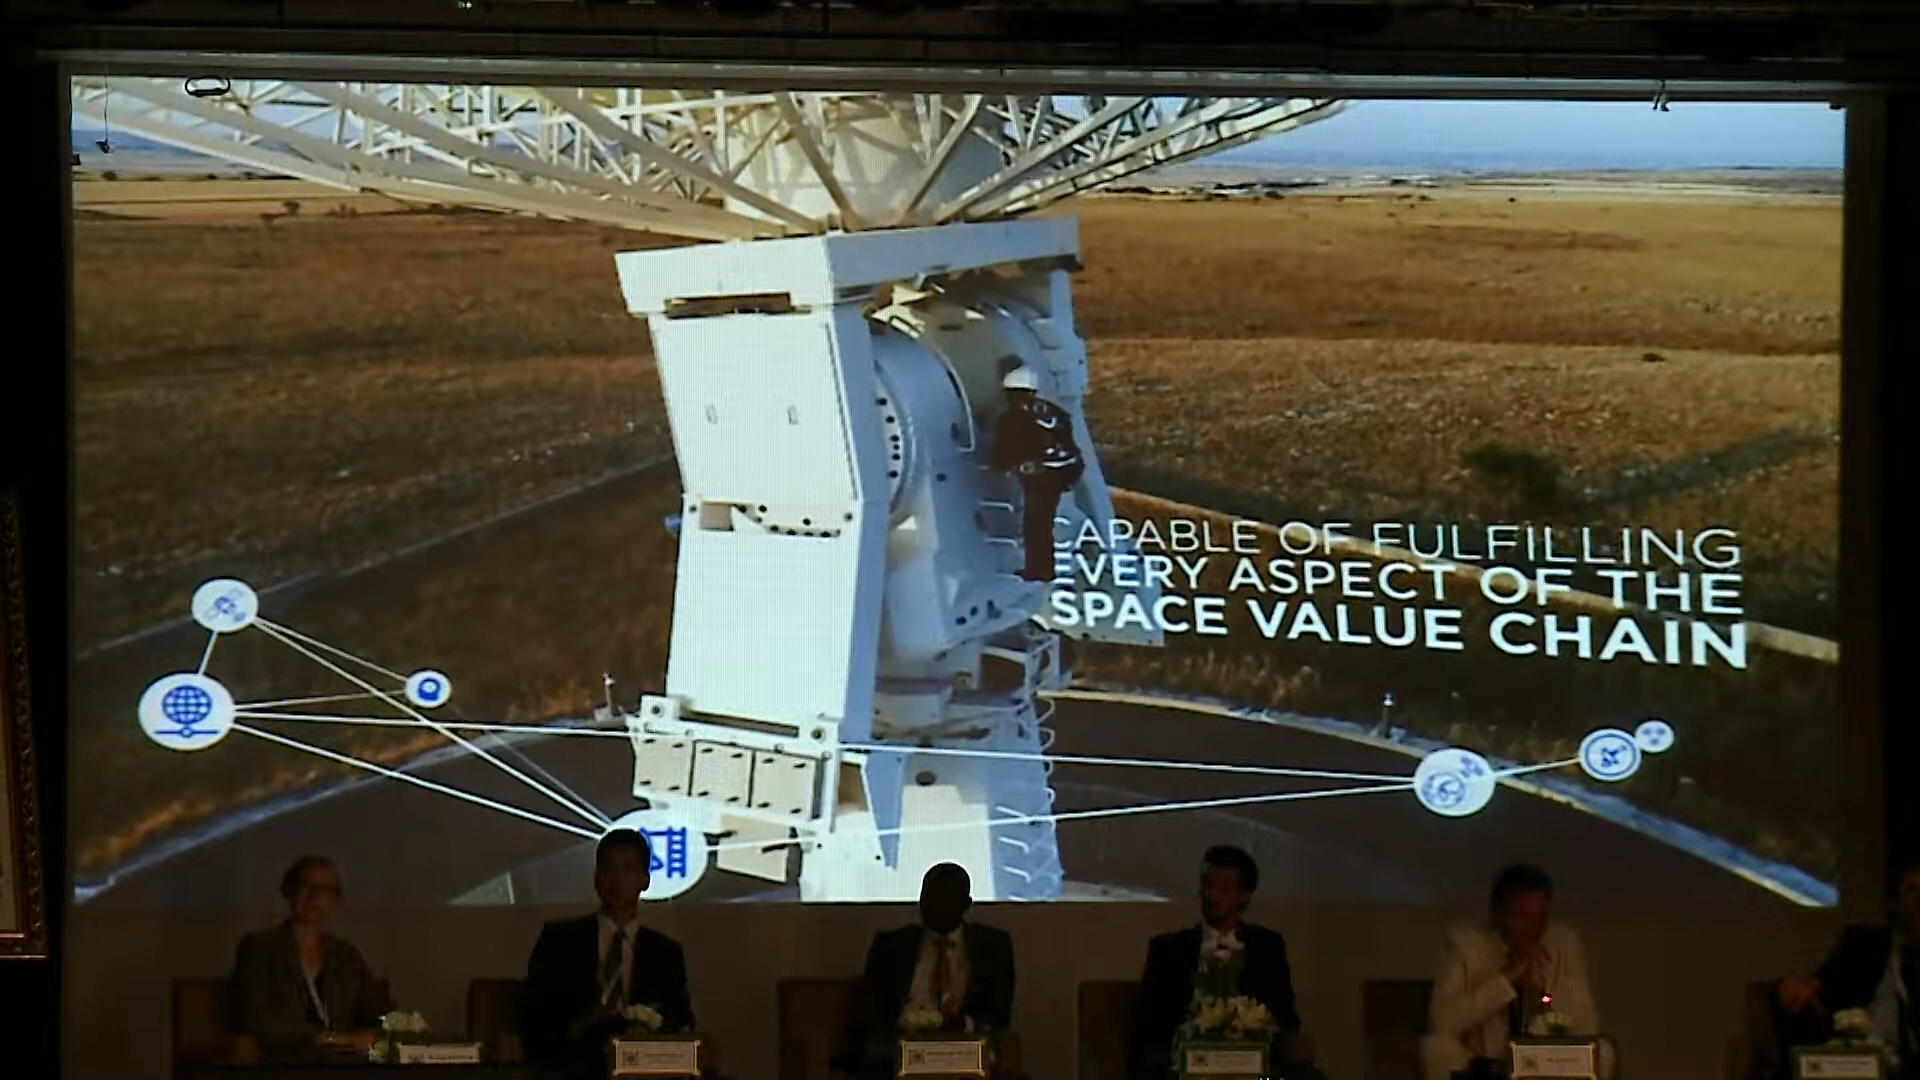 CAPABLE OF FULFILLING
EVERY ASPECT OF THE
SPACE VALUE CHAIN